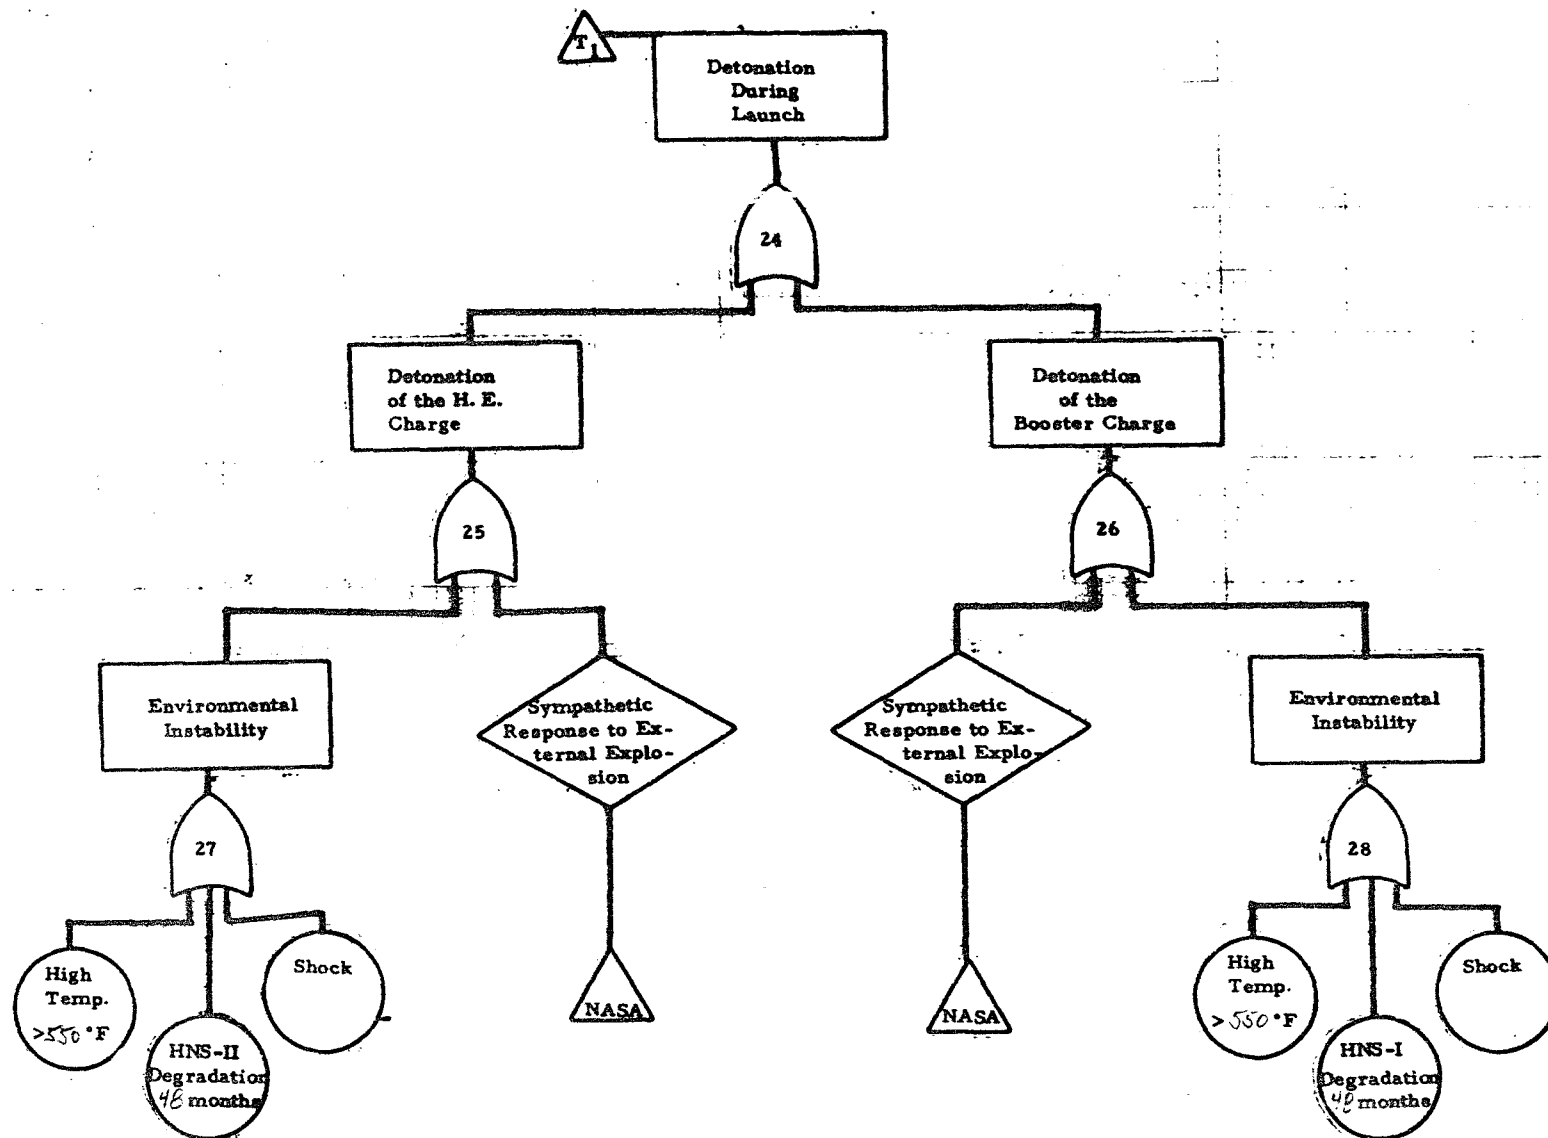 T1
Detonation
During
Launch
24
Detonation
of the H. E.
Charge
Detonation
of the
Booster Charge
25
26
Environmental
Instability
Sympathetic
Response to Ex-
ternal Explo-
sion
Sympathetic
Response to Ex-
ternal Explo-
sion
Environmental
Instability
27
28
High
Temp.
>550 °F
HNS-II
Degradation
48 months
Shock
NASA
NASA
High
Temp.
>550 °F
HNS-I
Degradation
48 months
Shock